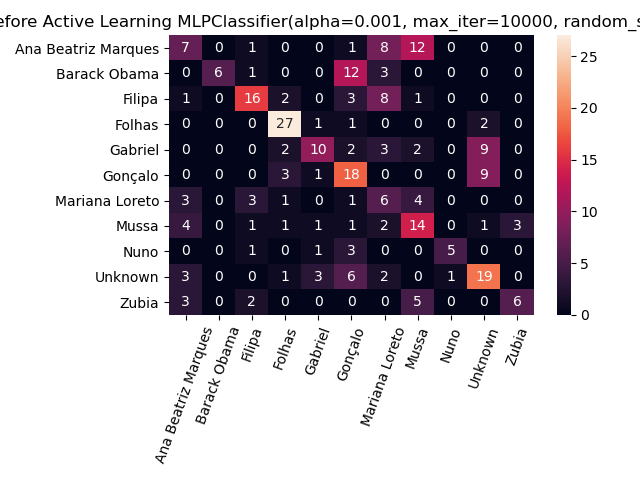 efore Active Learning MLPClassifier(alpha=0.001, max_iter=10000, random_s
Ana Beatriz Marques 7 0 1 0 0 1 8 12 0 0 0
Barack Obama 0 6 1 0 0 12 3 0 0 0 0
Filipa 1 0 16 2 0 3 8 1 0 0 0
Folhas 0 0 0 27 1 1 0 0 0 2 0
Gabriel 0 0 0 2 10 2 3 2 0 9 0
Gonçalo 0 0 0 3 1 18 0 0 0 9 0
Mariana Loreto 3 0 3 1 0 1 6 4 0 0 0
Mussa 4 0 1 1 1 1 2 14 0 1 3
Nuno 0 0 1 0 1 3 0 0 5 0 0
Unknown 3 0 0 1 3 6 2 0 1 19 0
Zubia 3 0 2 0 0 0 0 5 0 0 6
Ana Beatriz Marques
Barack Obama
Filipa
Folhas
Gabriel
Gonçalo
Mariana Loreto
Mussa
Nuno
Unknown
Zubia
25
20
15
10
5
0